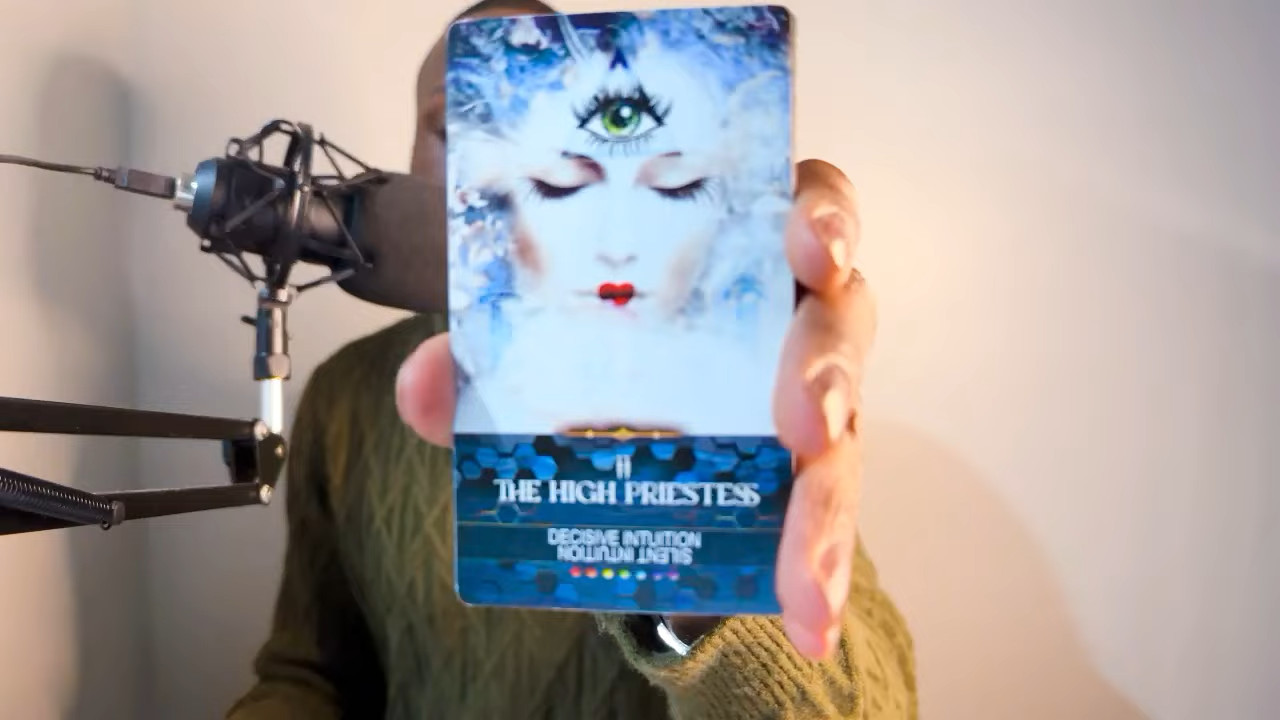 II
THE HIGH PRIESTESS
DECISIVE INTUITION
SILENT INTUITION